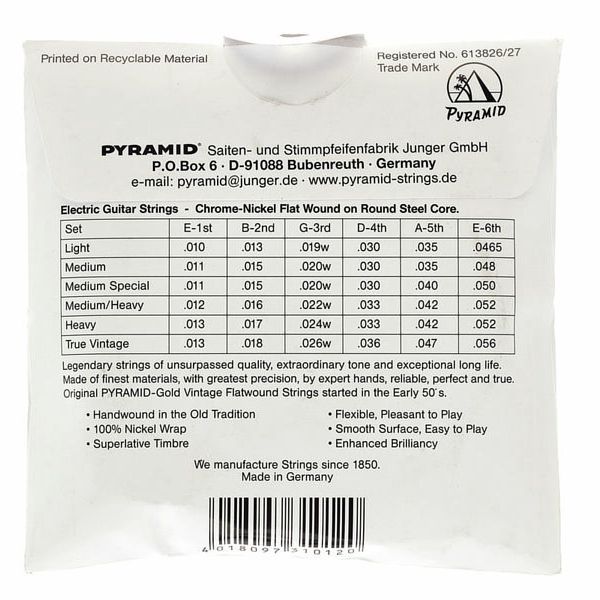 Printed on Recyclable Material
Registered No. 613826/27
Trade Mark
PYRAMID
PYRAMID® Saiten- und Stimmpfeifenfabrik Junger GmbH
P.O.Box 6 · D-91088 Bubenreuth · Germany
e-mail: pyramid@junger.de · www.pyramid-strings.de
Electric Guitar Strings - Chrome-Nickel Flat Wound on Round Steel Core.
Set E-1st B-2nd G-3rd D-4th A-5th E-6th
Light .010 .013 .019w .030 .035 .0465
Medium .011 .015 .020w .030 .035 .048
Medium Special .011 .015 .020w .030 .040 .050
Medium/Heavy .012 .016 .022w .033 .042 .052
Heavy .013 .017 .024w .033 .042 .052
True Vintage .013 .018 .026w .036 .047 .056
Legendary strings of unsurpassed quality, extraordinary tone and exceptional long life.
Made of finest materials, with greatest precision, by expert hands, reliable, perfect and true.
Original PYRAMID-Gold Vintage Flatwound Strings started in the Early 50´s.
• Handwound in the Old Tradition
• 100% Nickel Wrap
• Superlative Timbre
• Flexible, Pleasant to Play
• Smooth Surface, Easy to Play
• Enhanced Brilliancy
We manufacture Strings since 1850.
Made in Germany
4 018097 310120